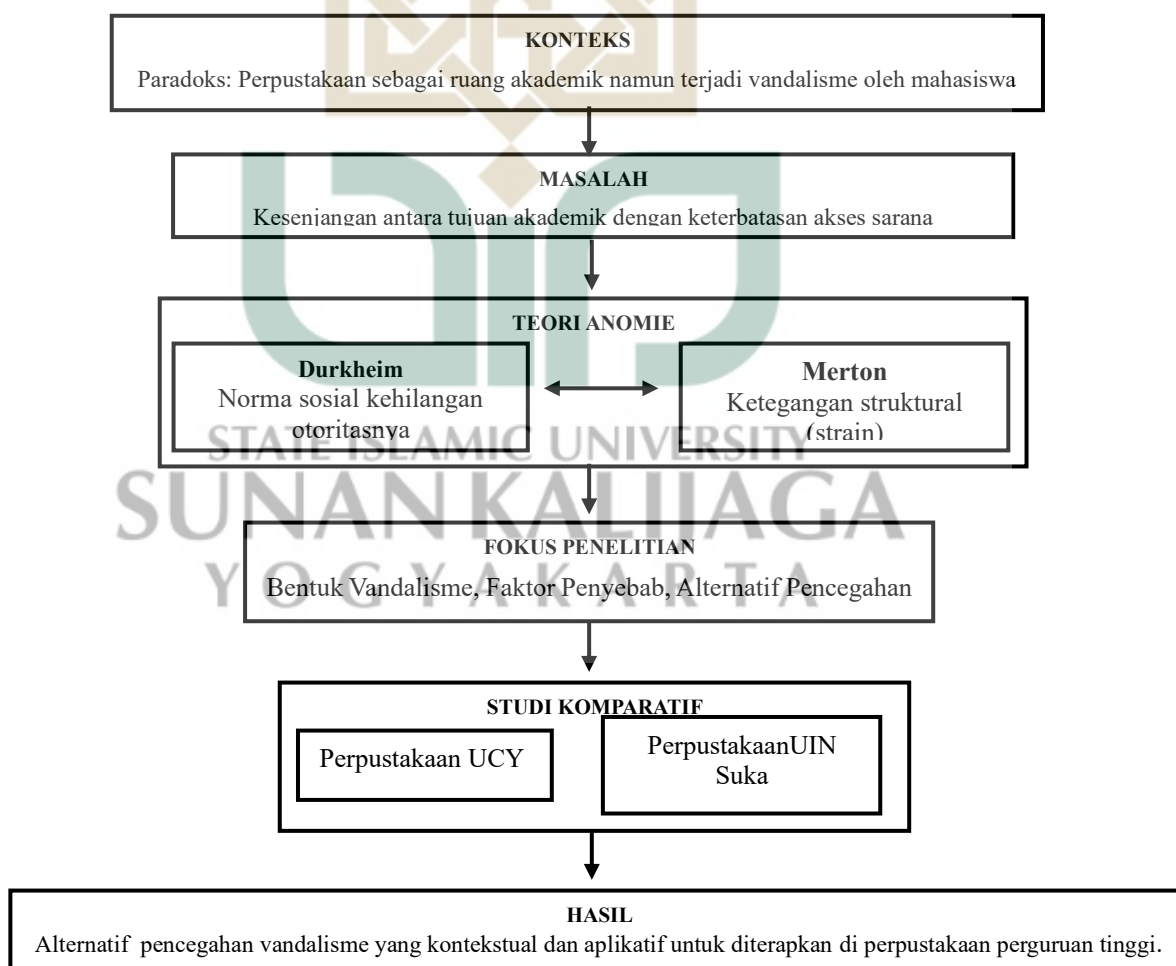 KONTEKS
Paradoks: Perpustakaan sebagai ruang akademik namun terjadi vandalisme oleh mahasiswa
MASALAH
Kesenjangan antara tujuan akademik dengan keterbatasan akses sarana
TEORI ANOMIE
Durkheim
Norma sosial kehilangan
otoritasnya
Merton
Ketegangan struktural
(strain)
STATE ISLAMIC UNIVERSITY
SUNAN KALIJAGA
FOKUS PENELITIAN
Bentuk Vandalisme, Faktor Penyebab, Alternatif Pencegahan
YOGYAKARTA
STUDI KOMPARATIF
Perpustakaan UCY
PerpustakaanUIN
Suka
HASIL
Alternatif pencegahan vandalisme yang kontekstual dan aplikatif untuk diterapkan di perpustakaan perguruan tinggi.